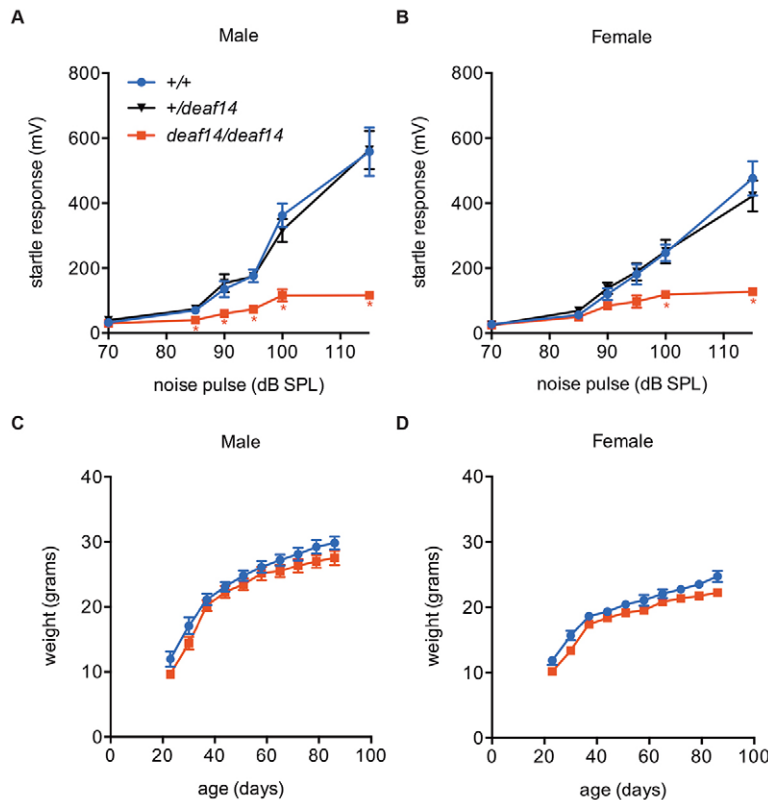 A
Male
800
600
400
200
0
70
80
90
100
110
startle response (mV)
noise pulse (dB SPL)
+/+
+/deaf14
deaf14/deaf14
*
*
*
*
*
B
Female
800
600
400
200
0
70
80
90
100
110
startle response (mV)
noise pulse (dB SPL)
*
*
C
Male
40
30
20
10
0
0
20
40
60
80
100
weight (grams)
age (days)
D
Female
40
30
20
10
0
0
20
40
60
80
100
weight (grams)
age (days)